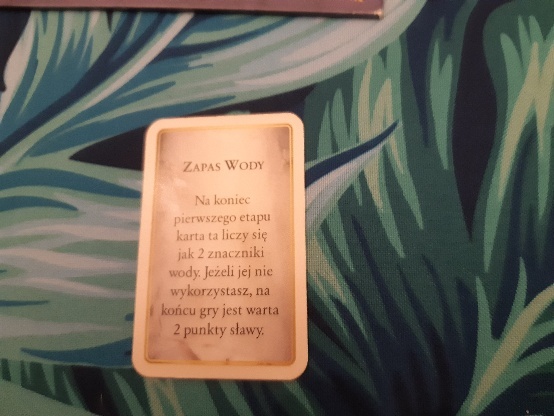 Zapas Wody
Na koniec
pierwszego etapu
karta ta liczy się
jak 2 znaczniki
wody. Jeżeli jej nie
wykorzystasz, na
końcu gry jest warta
2 punkty sławy.